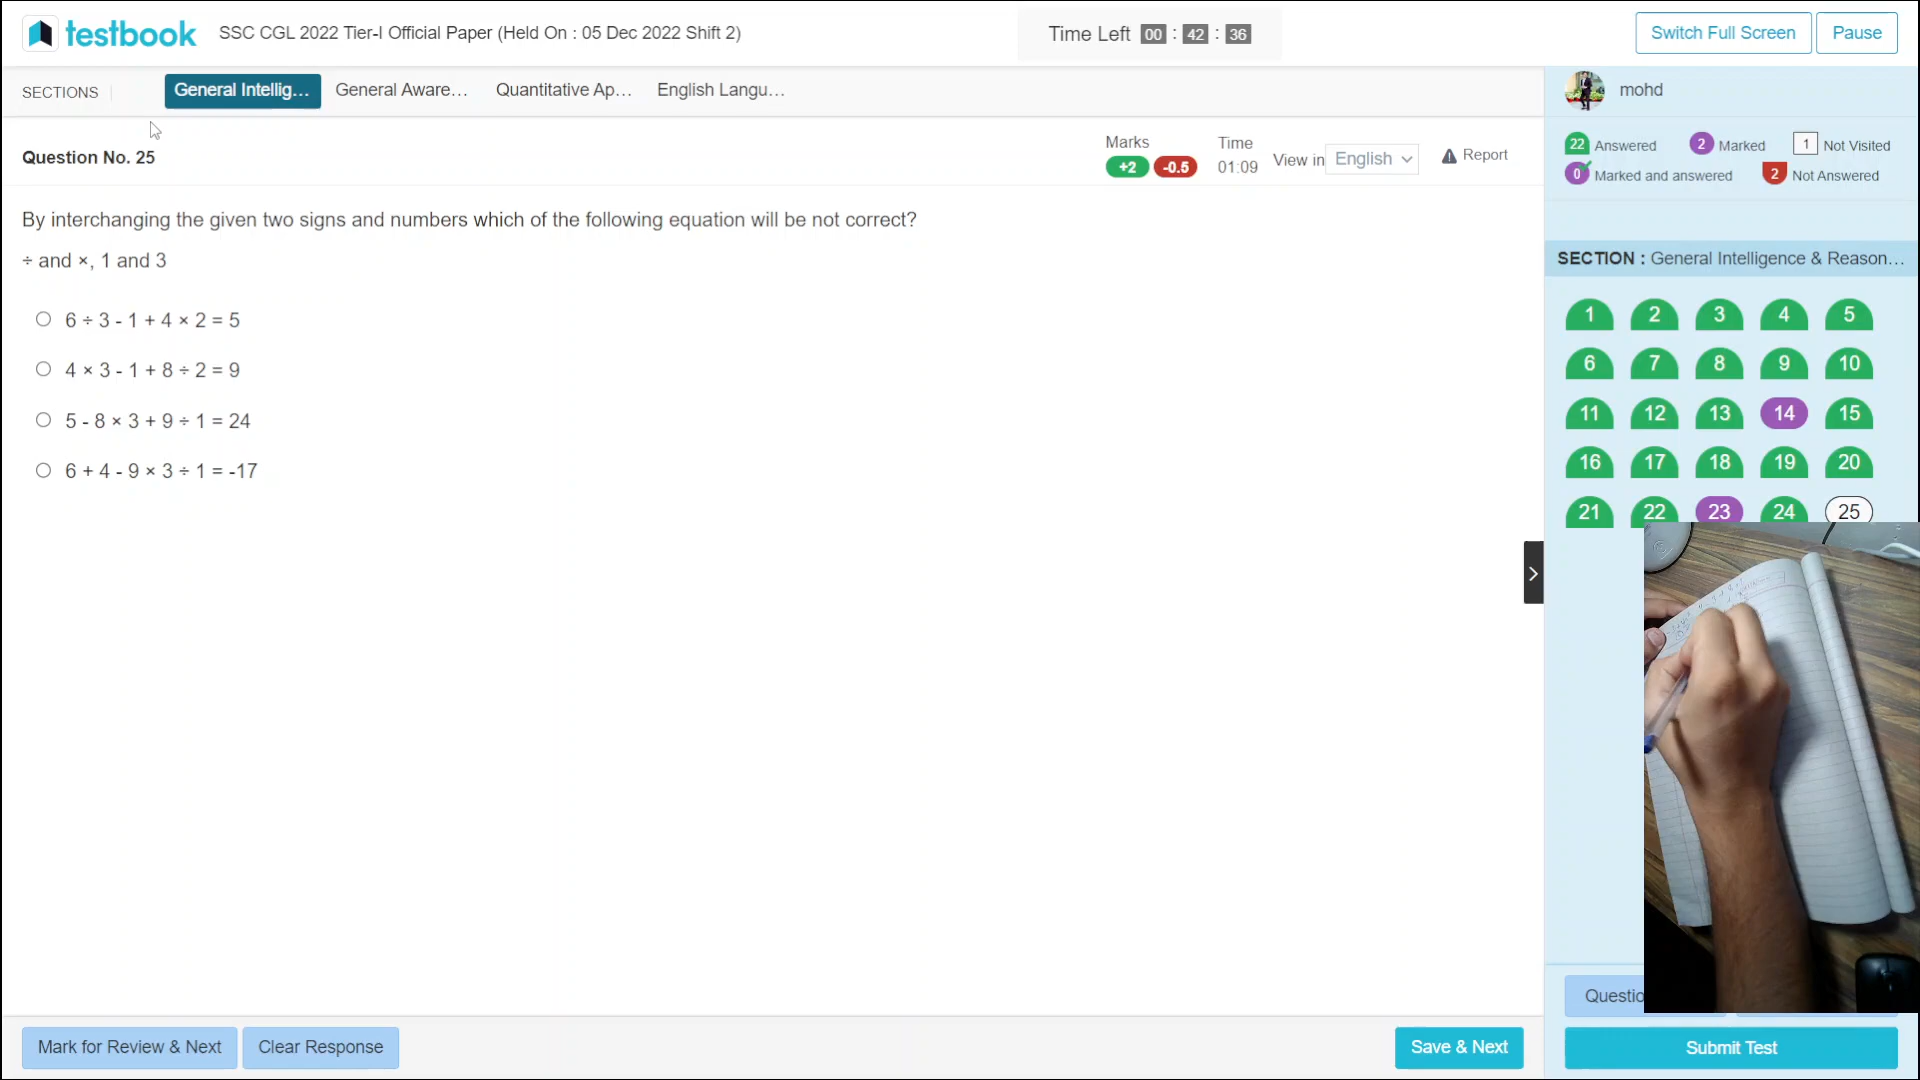 testbook SSC CGL 2022 Tier-I Official Paper (Held On : 05 Dec 2022 Shift 2) Time Left 00 : 42 : 36 Switch Full Screen Pause
SECTIONS General Intellig... General Aware... Quantitative Ap... English Langu...
mohd
Question No. 25
Marks
+2 -0.5
Time
01:09
View in English
Report
22 Answered 2 Marked 1 Not Visited
0 Marked and answered 2 Not Answered
By interchanging the given two signs and numbers which of the following equation will be not correct?
÷ and ×, 1 and 3
6 ÷ 3 - 1 + 4 × 2 = 5
4 × 3 - 1 + 8 ÷ 2 = 9
5 - 8 × 3 + 9 ÷ 1 = 24
6 + 4 - 9 × 3 ÷ 1 = -17
SECTION : General Intelligence & Reason...
1 2 3 4 5
6 7 8 9 10
11 12 13 14 15
16 17 18 19 20
21 22 23 24 25
Mark for Review & Next Clear Response Save & Next
Submit Test